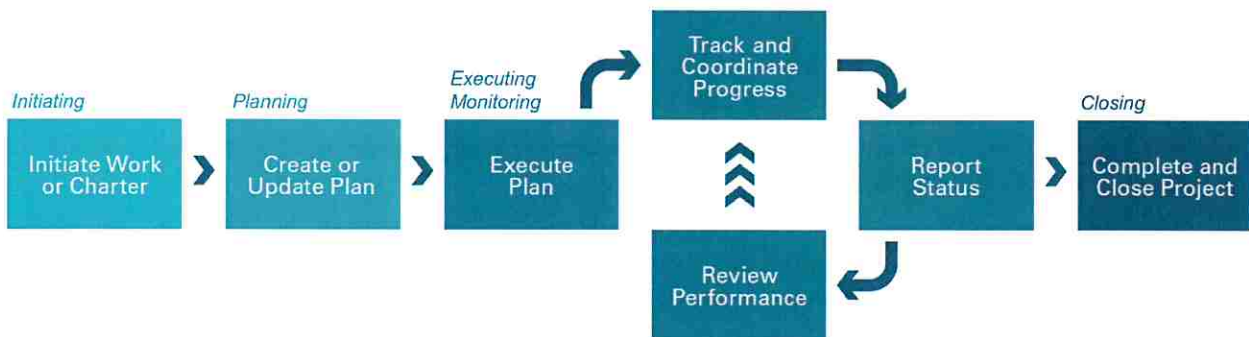 Initiating
Initiate Work
or Charter
Planning
Create or
Update Plan
Executing
Monitoring
Execute
Plan
Track and
Coordinate
Progress
Report
Status
Review
Performance
Closing
Complete and
Close Project